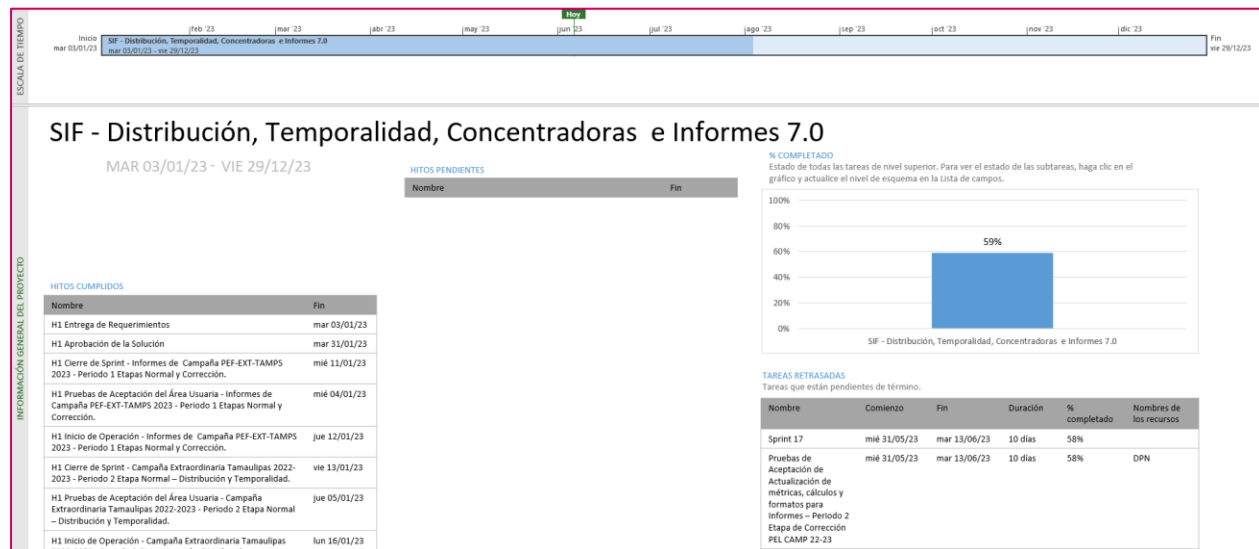 ESCALA DE TIEMPO
Hoy
feb '23 mar '23 abr '23 may '23 jun '23 jul '23 ago '23 sep '23 oct '23 nov '23 dic '23
Inicio
mar 03/01/23
SIF - Distribución, Temporalidad, Concentradoras e Informes 7.0
mar 03/01/23 - vie 29/12/23
Fin
vie 29/12/23
INFORMACIÓN GENERAL DEL PROYECTO
SIF - Distribución, Temporalidad, Concentradoras e Informes 7.0
MAR 03/01/23 - VIE 29/12/23
HITOS PENDIENTES
Nombre Fin
HITOS CUMPLIDOS
Nombre Fin
H1 Entrega de Requerimientos mar 03/01/23
H1 Aprobación de la Solución mar 31/01/23
H1 Cierre de Sprint - Informes de Campaña PEF-EXT-TAMPS mié 11/01/23
2023 - Periodo 1 Etapas Normal y Corrección.
H1 Pruebas de Aceptación del Área Usuaria - Informes de mié 04/01/23
Campaña PEF-EXT-TAMPS 2023 - Periodo 1 Etapas Normal y
Corrección.
H1 Inicio de Operación - Informes de Campaña PEF-EXT-TAMPS jue 12/01/23
2023 - Periodo 1 Etapas Normal y Corrección.
H1 Cierre de Sprint - Campaña Extraordinaria Tamaulipas 2022- vie 13/01/23
2023 - Periodo 2 Etapa Normal – Distribución y Temporalidad.
H1 Pruebas de Aceptación del Área Usuaria - Campaña jue 05/01/23
Extraordinaria Tamaulipas 2022-2023 - Periodo 2 Etapa Normal
– Distribución y Temporalidad.
H1 Inicio de Operación - Campaña Extraordinaria Tamaulipas lun 16/01/23
% COMPLETADO
Estado de todas las tareas de nivel superior. Para ver el estado de las subtareas, haga clic en el
gráfico y actualice el nivel de esquema en la Lista de campos.
100%
80%
60%
40%
20%
0%
59%
SIF - Distribución, Temporalidad, Concentradoras e Informes 7.0
TAREAS RETRASADAS
Tareas que están pendientes de término.
Nombre Comienzo Fin Duración % completado Nombres de los recursos
Sprint 17 mié 31/05/23 mar 13/06/23 10 días 58%
Pruebas de mié 31/05/23 mar 13/06/23 10 días 58% DPN
Aceptación de
Actualización de
métricas, cálculos y
formatos para
Informes – Periodo 2
Etapa de Corrección
PEL CAMP 22-23